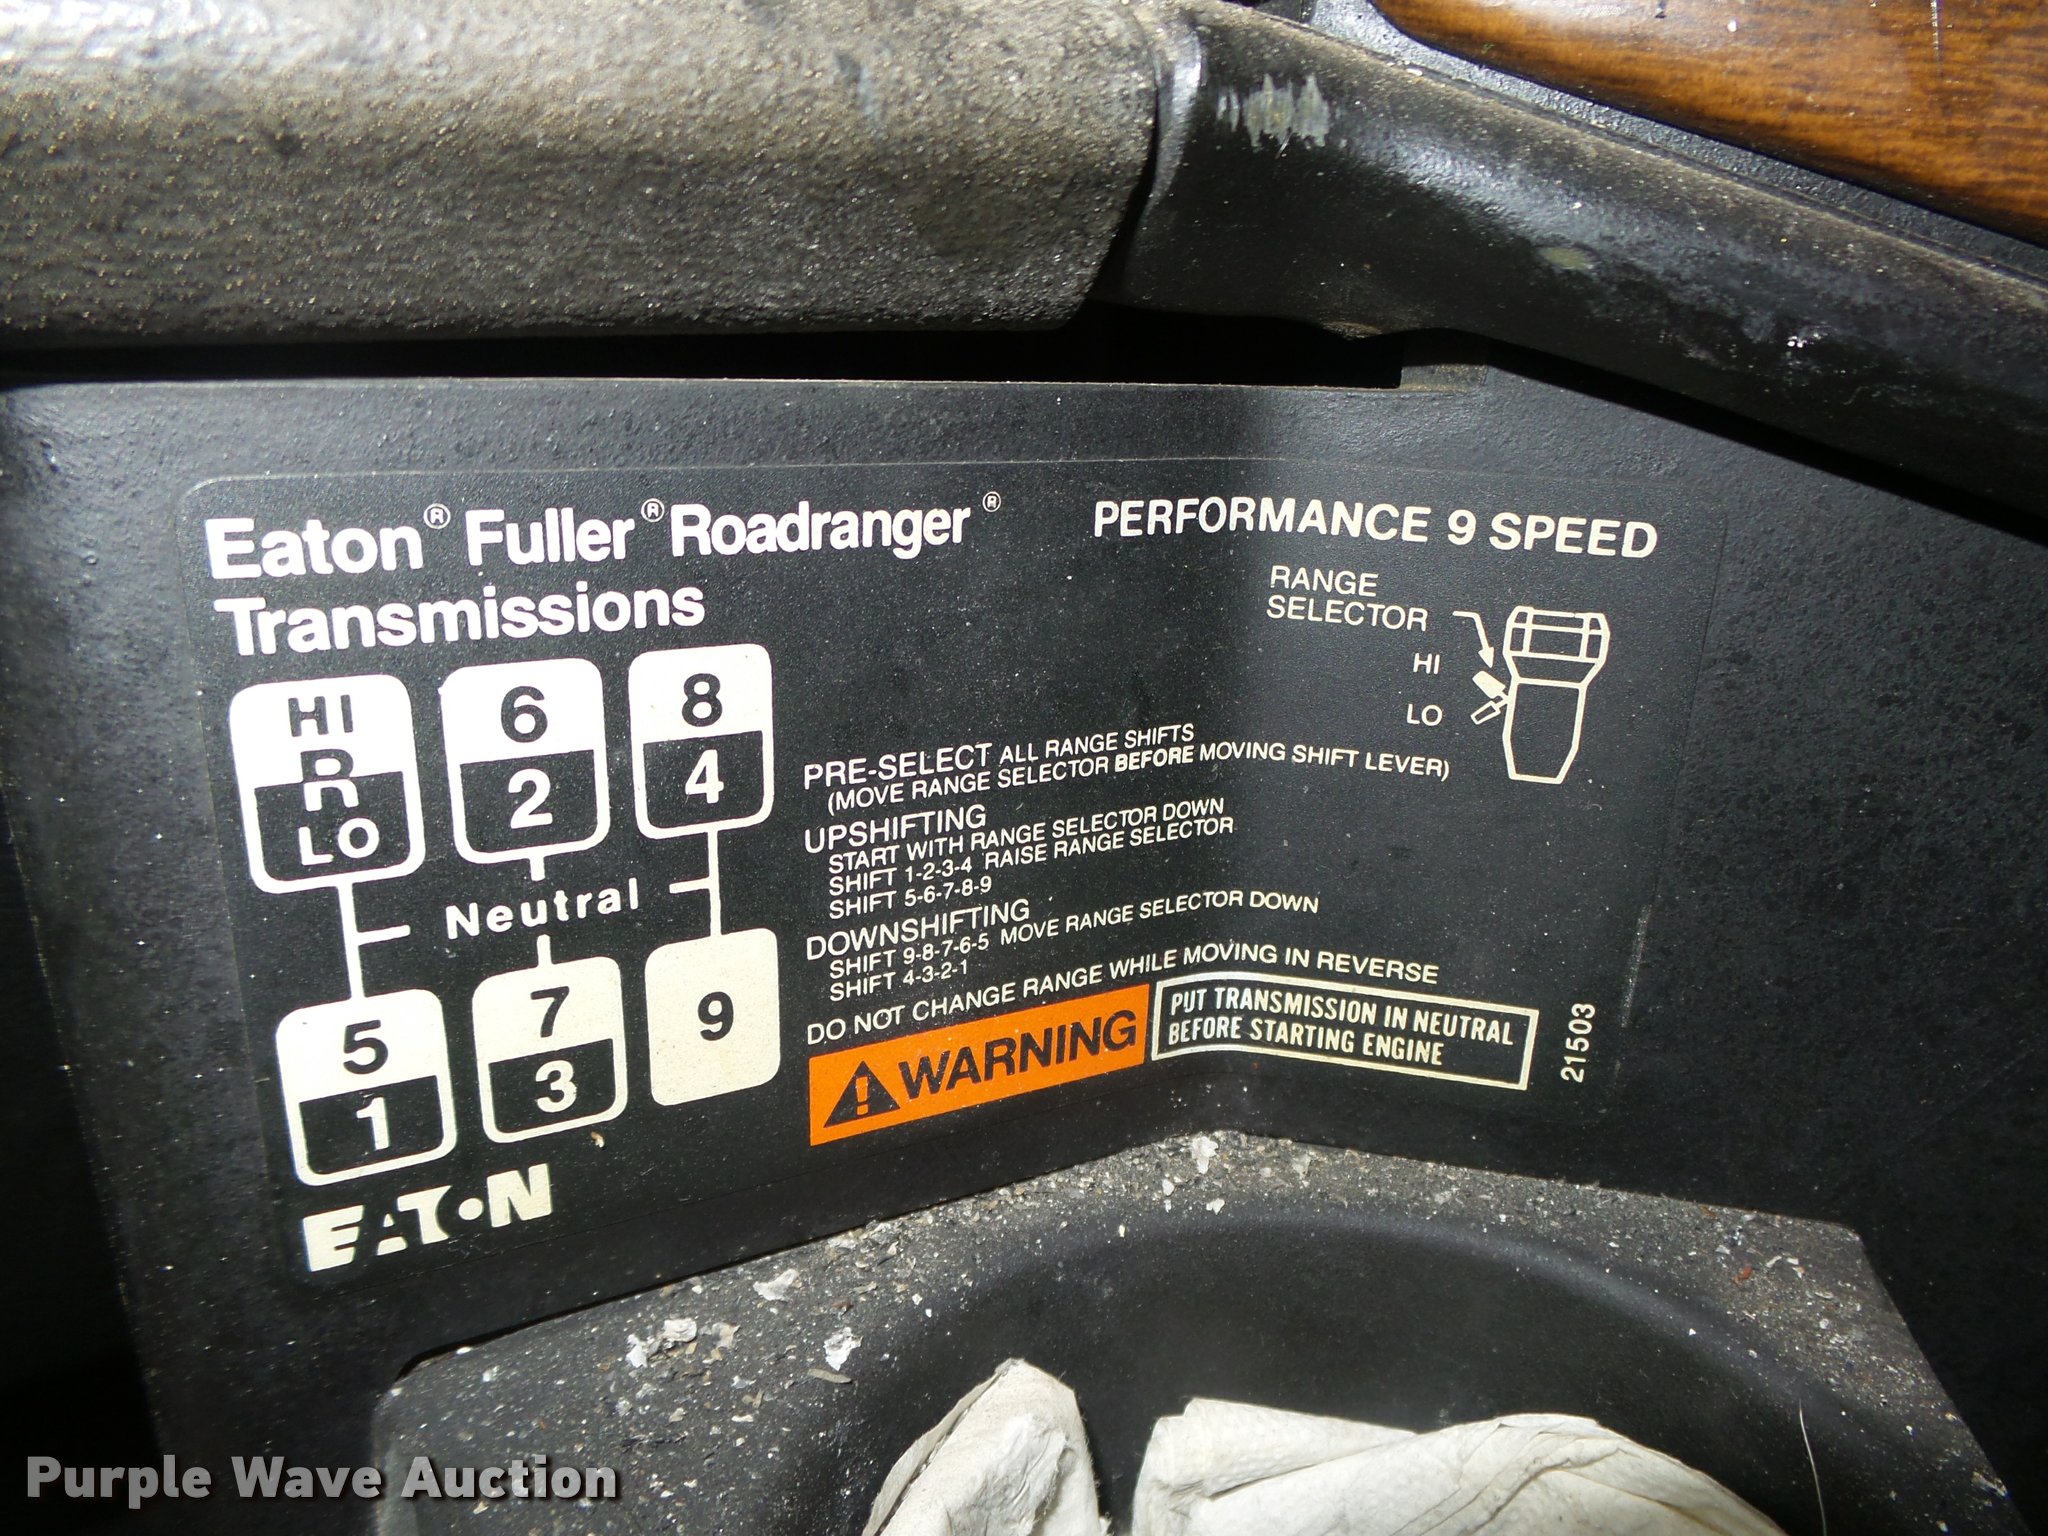 Eaton® Fuller® Roadranger®
Transmissions
PERFORMANCE 9 SPEED
RANGE
SELECTOR
HI
LO
HI
R
LO
6
2
8
4
Neutral
5
1
7
3
9
PRE-SELECT ALL RANGE SHIFTS
(MOVE RANGE SELECTOR BEFORE MOVING SHIFT LEVER)
UPSHIFTING
START WITH RANGE SELECTOR DOWN
SHIFT 1-2-3-4 RAISE RANGE SELECTOR
SHIFT 5-6-7-8-9
DOWNSHIFTING
SHIFT 9-8-7-6-5 MOVE RANGE SELECTOR DOWN
SHIFT 4-3-2-1
DO NOT CHANGE RANGE WHILE MOVING IN REVERSE
WARNING
PUT TRANSMISSION IN NEUTRAL
BEFORE STARTING ENGINE
21503
EATON
Purple Wave Auction